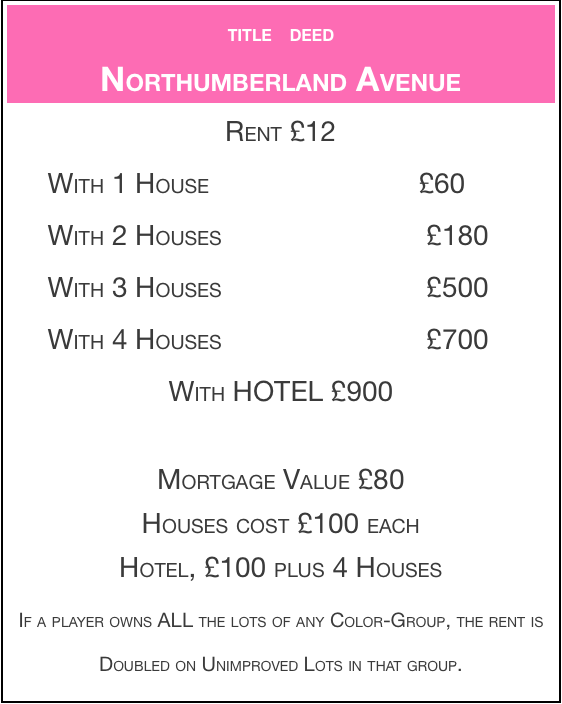 TITLE DEED
NORTHUMBERLAND AVENUE
RENT £12
WITH 1 HOUSE £60
WITH 2 HOUSES £180
WITH 3 HOUSES £500
WITH 4 HOUSES £700
WITH HOTEL £900
MORTGAGE VALUE £80
HOUSES COST £100 EACH
HOTEL, £100 PLUS 4 HOUSES
IF A PLAYER OWNS ALL THE LOTS OF ANY COLOR-GROUP, THE RENT IS
DOUBLED ON UNIMPROVED LOTS IN THAT GROUP.